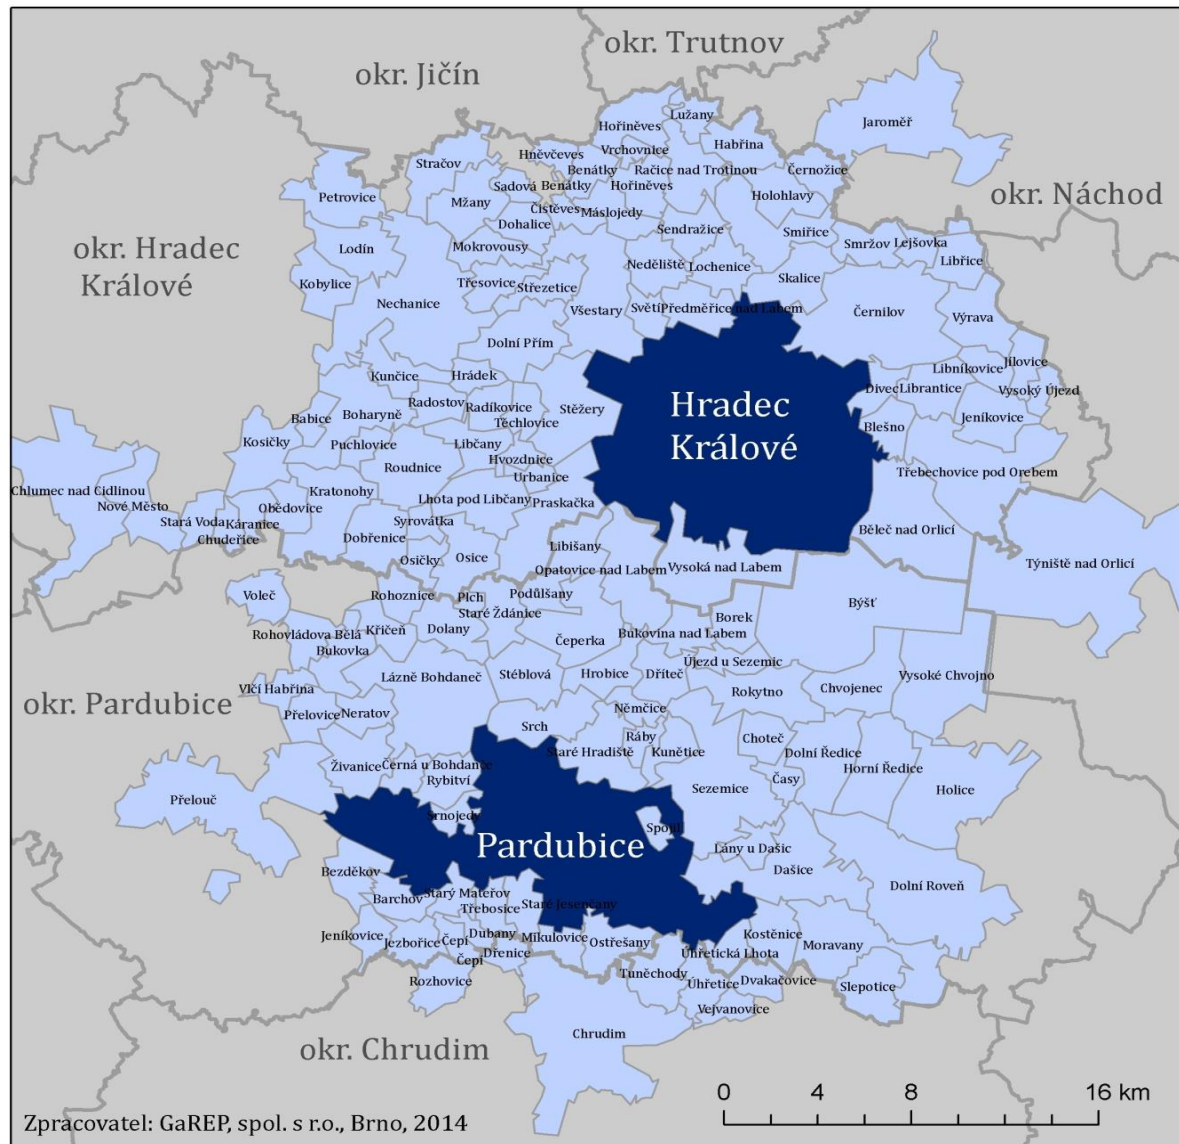 okr. Trutnov
okr. Jičín
Lužany
Hořiněves
Jaroměř
Vrchovnice
Habřina
Hněvčeves
Stračov
Benátky
Račice nad Trotinou
Černožice
Sadová
Benátky
Hořiněves
Petrovice
Mžany
Holohlavy
okr. Náchod
Čistěves
Máslojedy
Dohalice
Sendražice
Smiřice
okr. Hradec
Králové
Lodín
Mokrovousy
Smržov
Lejšovka
Libřice
Neděliště
Lochenice
Skalice
Kobylice
Třesovice
Střezetice
Nechanice
Všestary
Světí
Předměřice nad Labem
Černilov
Výrava
Dolní Přím
Jílovice
Libníkovice
Kunčice
Hrádek
Divec
Librantice
Vysoký Újezd
Hradec
Králové
Radostov
Radíkovice
Stěžery
Babice
Boharyně
Těchlovice
Jeníkovice
Blešno
Kosičky
Puchlovice
Libčany
Hvozdnice
Roudnice
Třebechovice pod Orebem
Urbanice
Chlumec nad Cidlinou
Kratonohy
Lhota pod Libčany
Praskačka
Nové Město
Obědovice
Stará Voda
Káranice
Syrovátka
Chudeřice
Dobřenice
Běleč nad Orlicí
Libišany
Osičky
Osice
Opatovice nad Labem
Vysoká nad Labem
Týniště nad Orlicí
Voleč
Rohoznice
Plch
Podůlšany
Býšť
Staré Ždánice
Borek
Rohovládova Bělá
Křičeň
Dolany
Čeperka
Bukovina nad Labem
Bukovka
Újezd u Sezemic
Lázně Bohdaneč
Stéblová
Hrobice
Dříteč
Vysoké Chvojno
Vlčí Habřina
Rokytno
Chvojenec
okr. Pardubice
Přelovice
Neratov
Němčice
Srch
Ráby
Choteč
Staré Hradiště
Kunětice
Dolní Ředice
Živanice
Černá u Bohdanče
Horní Ředice
Rybitví
Časy
Přelouč
Sezemice
Holice
Srnojedy
Spojil
Pardubice
Lány u Dašic
Bezděkov
Dašice
Dolní Roveň
Starý Mateřov
Barchov
Třebosice
Staré Jesenčany
Jeníkovice
Dubany
Mikulovice
Kostěnice
Jezbořice
Čepí
Ostřešany
Moravany
Dřenice
Úhřetická Lhota
Čepí
Tuněchody
Rozhovice
Úhřetice
Dvakačovice
Slepotice
Vejvanovice
Chrudim
okr. Chrudim
0 4 8 16 km
Zpracovatel: GaREP, spol. s r.o., Brno, 2014